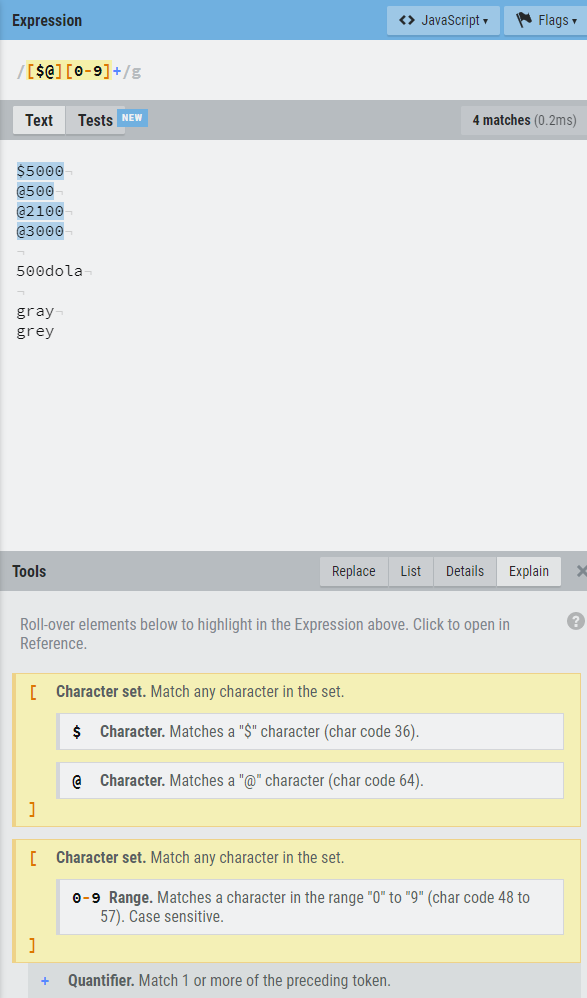 Expression
<> JavaScript ▾
Flags ▾
/[$@][0-9]+/g
Text
Tests NEW
4 matches (0.2ms)
$5000¬
@500¬
@2100¬
@3000¬
¬
500dola¬
¬
gray¬
grey
Tools
Replace
List
Details
Explain
×
Roll-over elements below to highlight in the Expression above. Click to open in
Reference.
?
[ Character set. Match any character in the set.
$ Character. Matches a "$" character (char code 36).
@ Character. Matches a "@" character (char code 64).
]
[ Character set. Match any character in the set.
0-9 Range. Matches a character in the range "0" to "9" (char code 48 to
57). Case sensitive.
]
+ Quantifier. Match 1 or more of the preceding token.